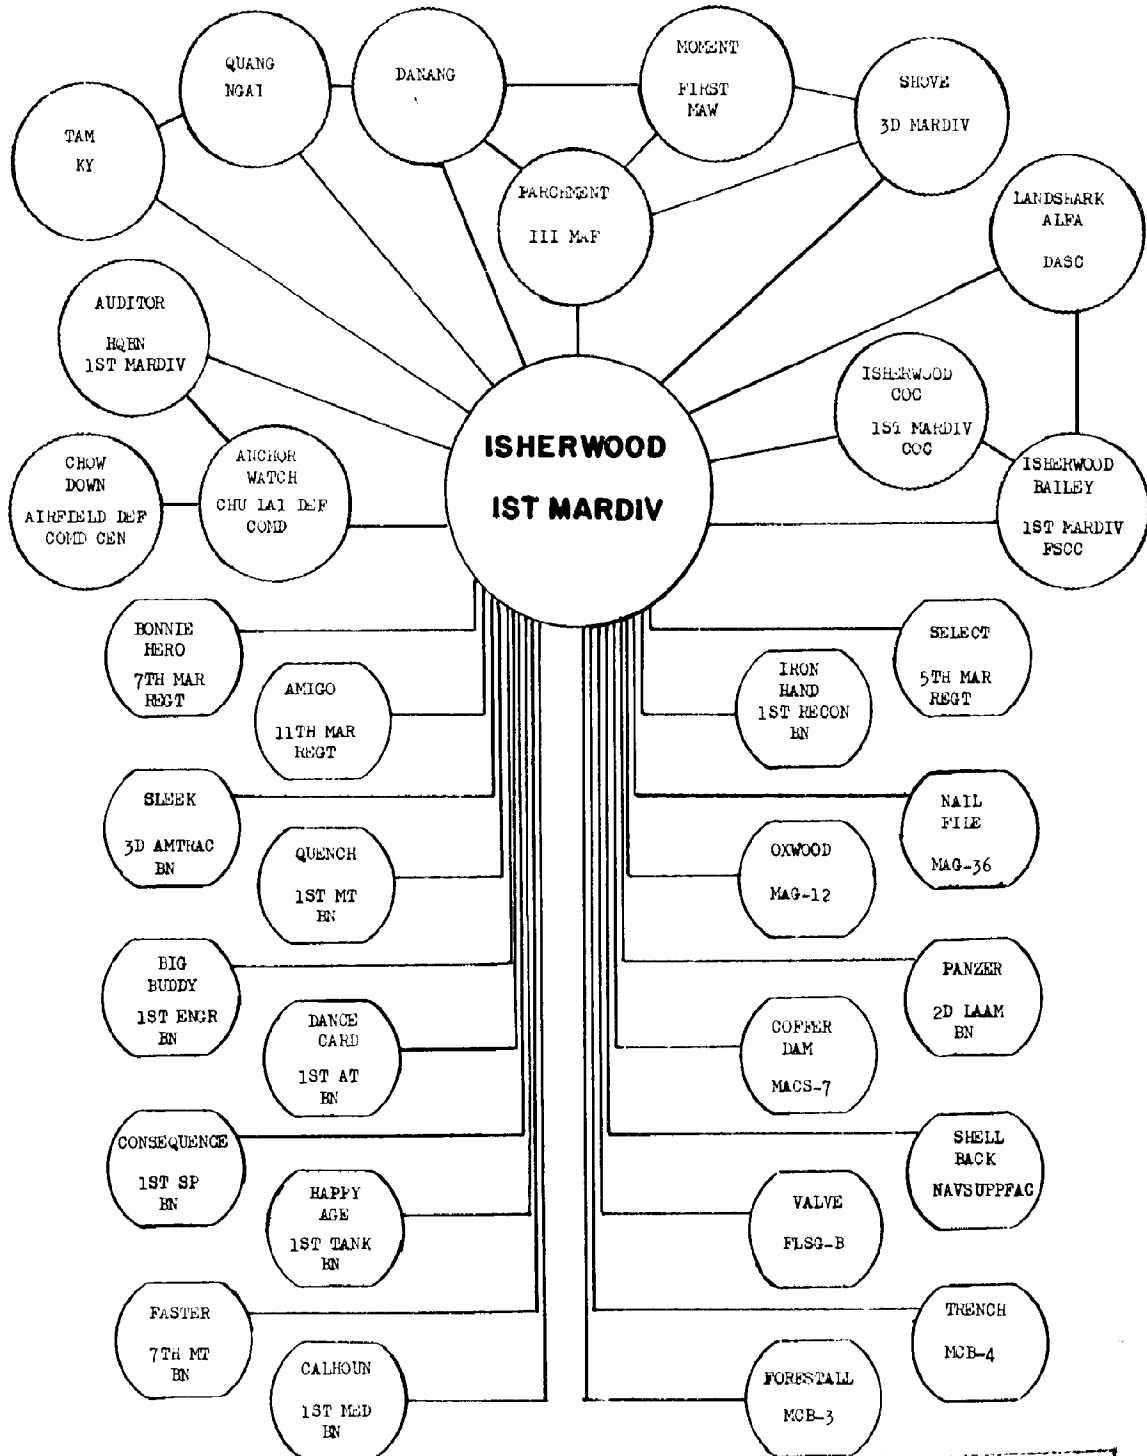 QUANG
NGAI
DANANG
MOMENT
FIRST
MAW
SHOVE
3D MARDIV
TAM
KY
PARCHMENT
III MAF
LANDSHARK
ALFA
DASC
AUDITOR
HQBN
1ST MARDIV
ISHERWOOD
COC
1ST MARDIV
COC
ISHERWOOD
1ST MARDIV
CHOW
DOWN
AIRFIELD DEF
COMD CEN
ANCHOR
WATCH
CHU LAI DEF
COMD
ISHERWOOD
BAILEY
1ST MARDIV
FSCC
BONNIE
HERO
7TH MAR
REGT
AMIGO
11TH MAR
REGT
IRON
HAND
1ST RECON
BN
SELECT
5TH MAR
REGT
SLEEK
3D AMTRAC
BN
QUENCH
1ST MT
BN
OXWOOD
MAG-12
NAIL
FILE
MAG-36
BIG
BUDDY
1ST ENGR
BN
DANCE
CARD
1ST AT
BN
COFFER
DAM
MACS-7
PANZER
2D LAAM
BN
CONSEQUENCE
1ST SP
BN
HAPPY
AGE
1ST TANK
BN
VALVE
FLSG-B
SHELL
BACK
NAVSUPPFAC
FASTER
7TH MT
BN
CALHOUN
1ST MED
BN
FORESTALL
MCB-3
TRENCH
MCB-4